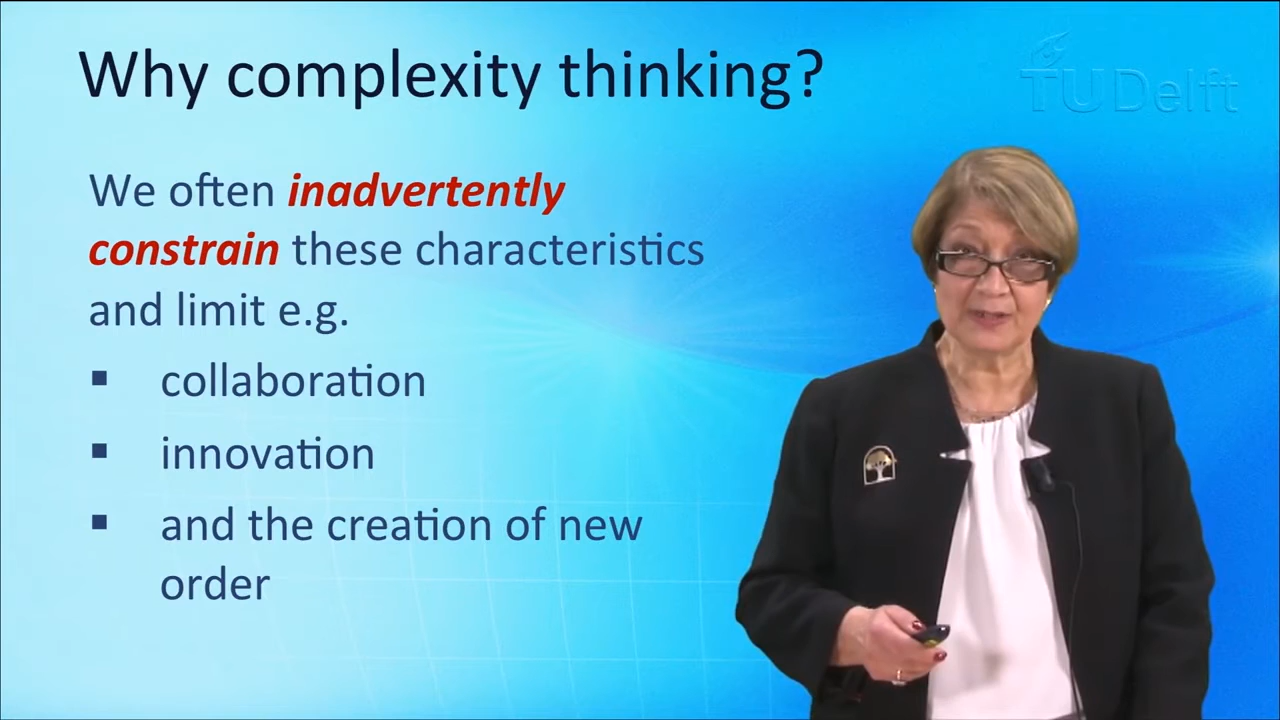 Why complexity thinking?
TU Delft
We often inadvertently
constrain these characteristics
and limit e.g.
▪ collaboration
▪ innovation
▪ and the creation of new
order